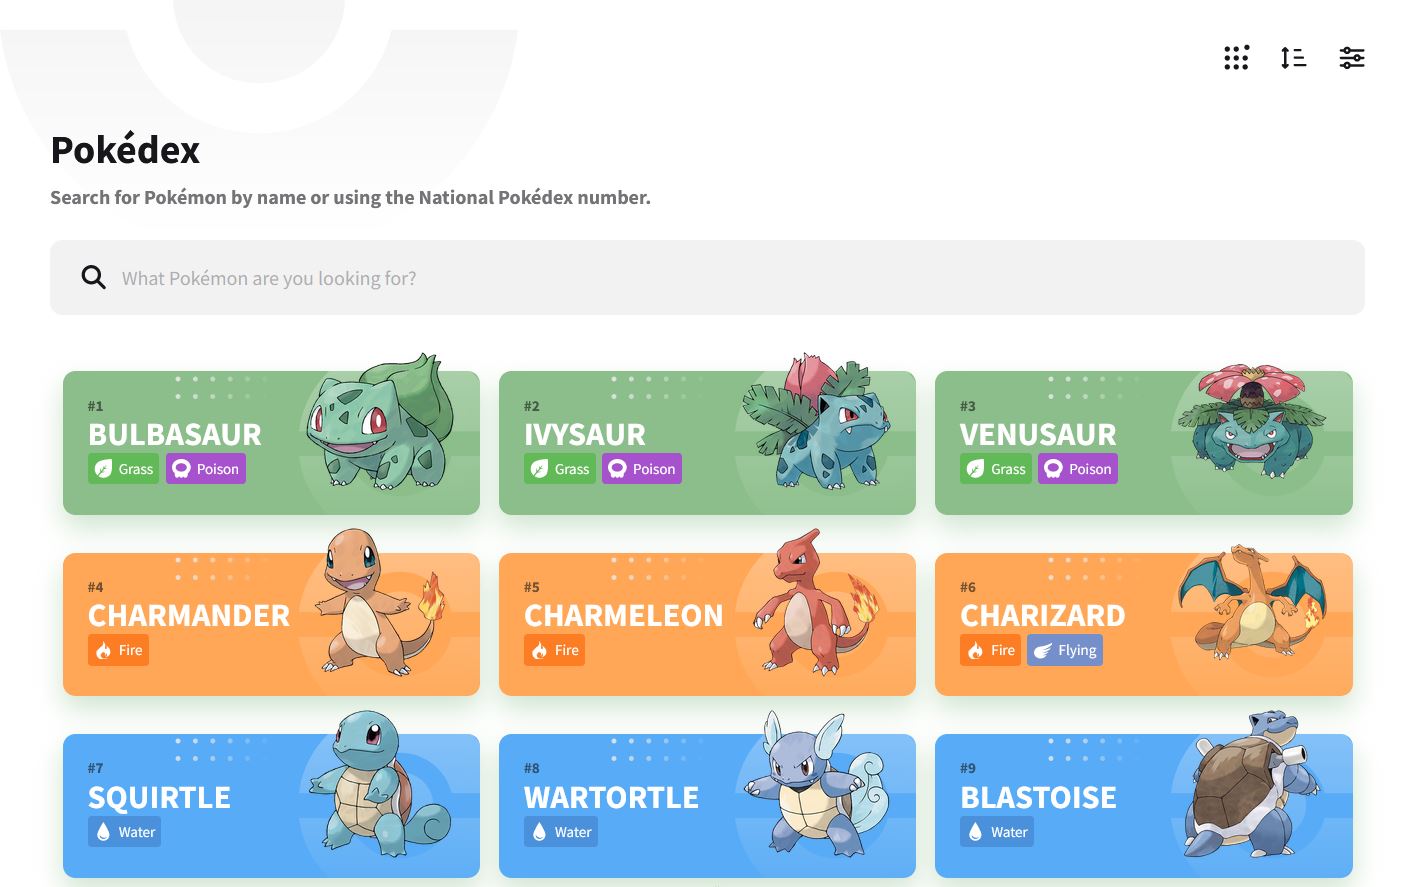 Pokédex
Search for Pokémon by name or using the National Pokédex number.
What Pokémon are you looking for?
#1
BULBASAUR
Grass Poison
#2
IVYSAUR
Grass Poison
#3
VENUSAUR
Grass Poison
#4
CHARMANDER
Fire
#5
CHARMELEON
Fire
#6
CHARIZARD
Fire Flying
#7
SQUIRTLE
Water
#8
WARTORTLE
Water
#9
BLASTOISE
Water